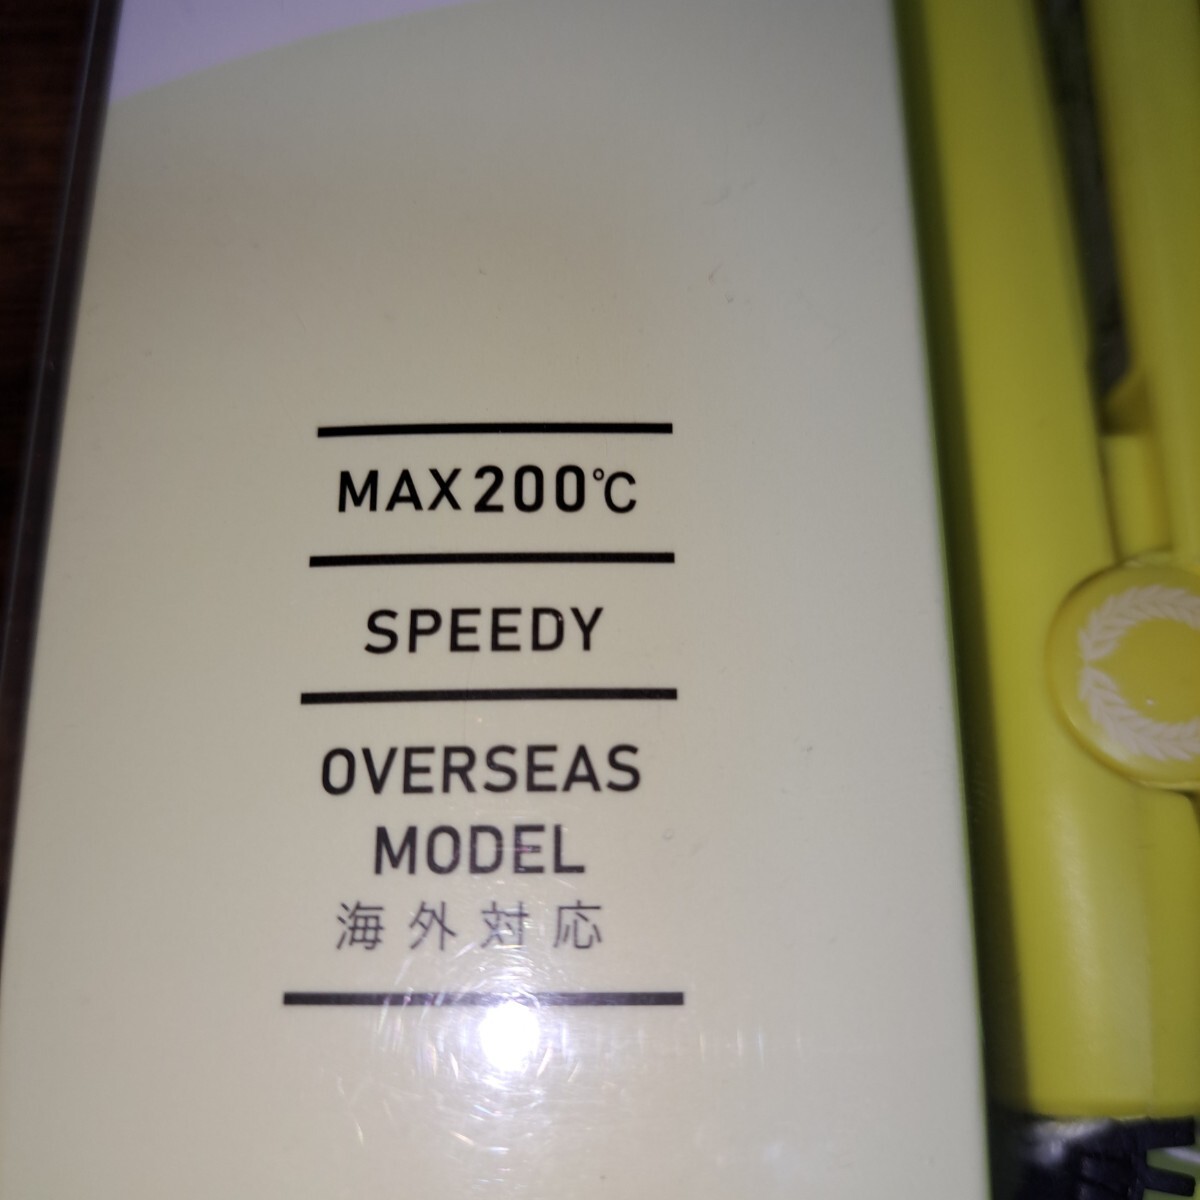 MAX200℃
SPEEDY
OVERSEAS
MODEL
海外対応